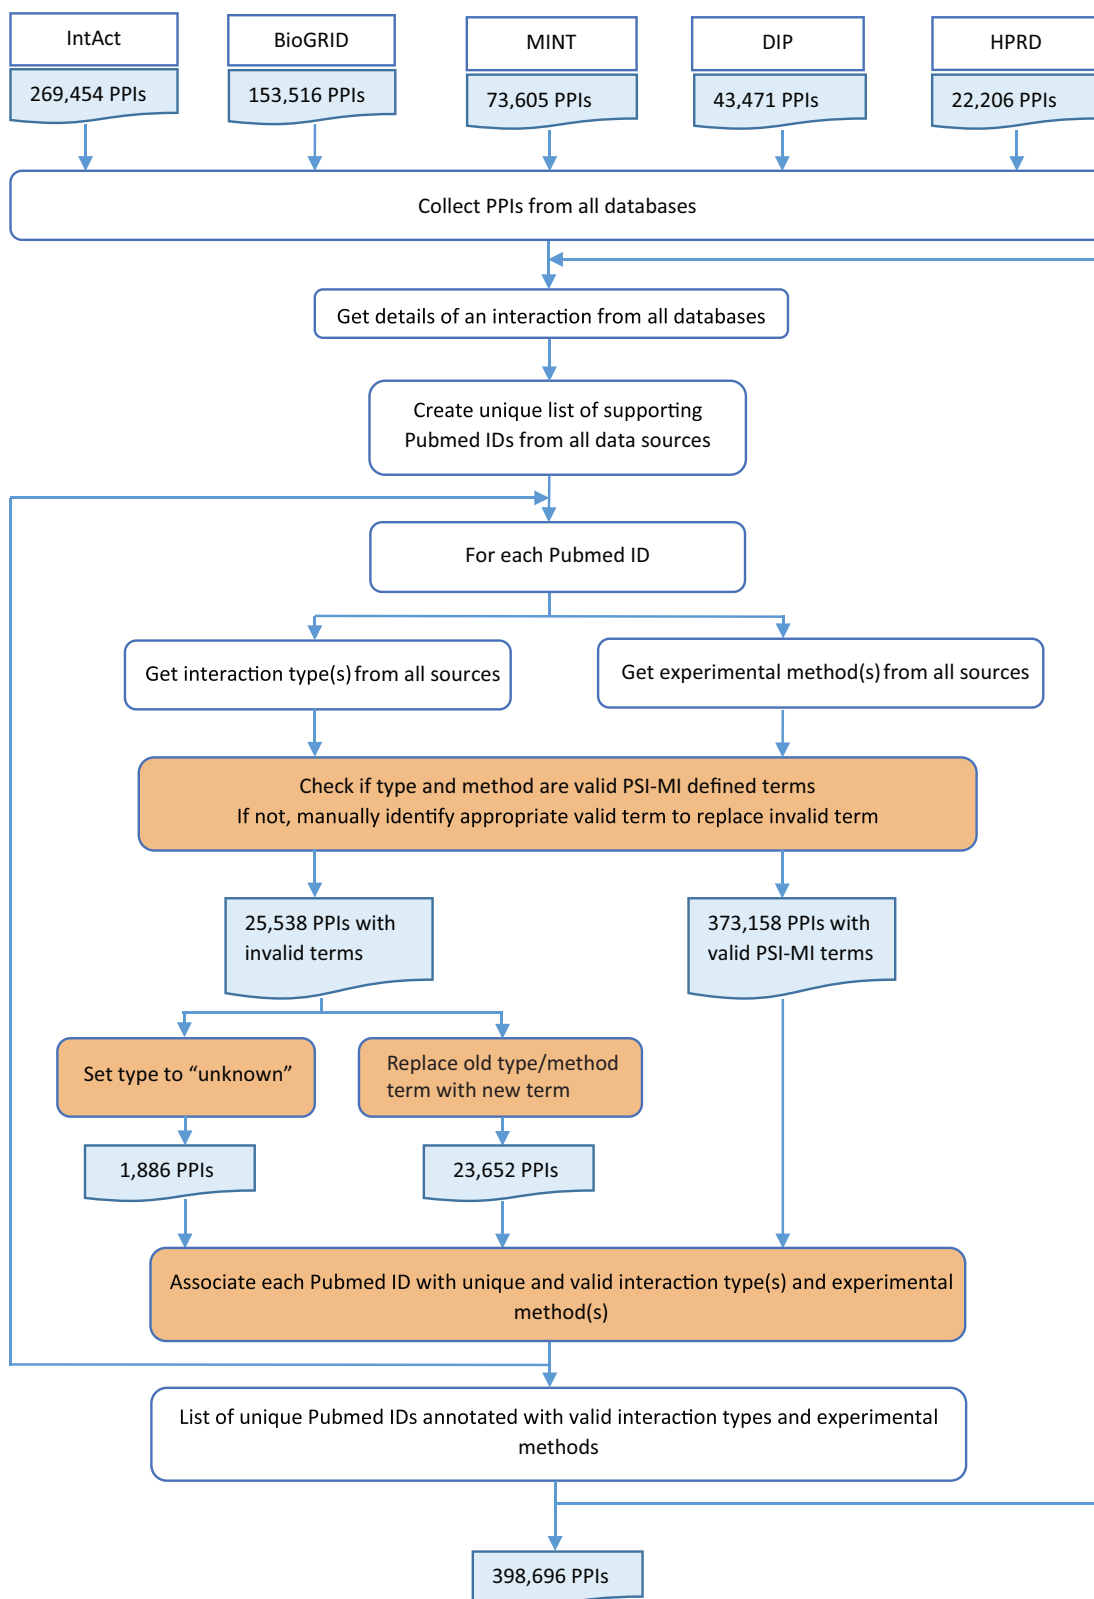 IntAct
BioGRID
MINT
DIP
HPRD
269,454 PPIs
153,516 PPIs
73,605 PPIs
43,471 PPIs
22,206 PPIs
Collect PPIs from all databases
Get details of an interaction from all databases
Create unique list of supporting
Pubmed IDs from all data sources
For each Pubmed ID
Get interaction type(s) from all sources
Get experimental method(s) from all sources
Check if type and method are valid PSI-MI defined terms
If not, manually identify appropriate valid term to replace invalid term
25,538 PPIs with
invalid terms
373,158 PPIs with
valid PSI-MI terms
Set type to “unknown”
Replace old type/method
term with new term
1,886 PPIs
23,652 PPIs
Associate each Pubmed ID with unique and valid interaction type(s) and experimental
method(s)
List of unique Pubmed IDs annotated with valid interaction types and experimental
methods
398,696 PPIs